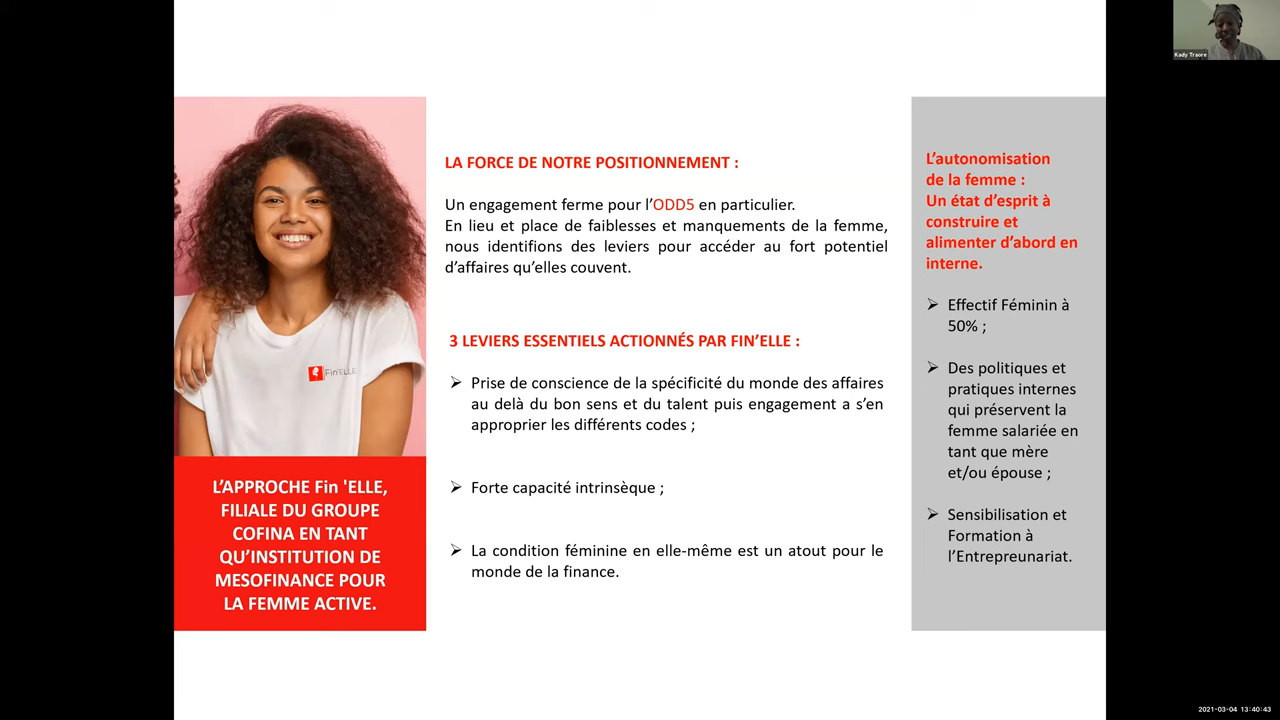 Kady Traore
Fin'ELLE
L'APPROCHE Fin 'ELLE,
FILIALE DU GROUPE
COFINA EN TANT
QU'INSTITUTION DE
MESOFINANCE POUR
LA FEMME ACTIVE.
LA FORCE DE NOTRE POSITIONNEMENT :
Un engagement ferme pour l'ODD5 en particulier.
En lieu et place de faiblesses et manquements de la femme,
nous identifions des leviers pour accéder au fort potentiel
d'affaires qu'elles couvent.
3 LEVIERS ESSENTIELS ACTIONNÉS PAR FIN'ELLE :
➢ Prise de conscience de la spécificité du monde des affaires
au delà du bon sens et du talent puis engagement a s'en
approprier les différents codes ;
➢ Forte capacité intrinsèque ;
➢ La condition féminine en elle-même est un atout pour le
monde de la finance.
L'autonomisation
de la femme :
Un état d'esprit à
construire et
alimenter d'abord en
interne.
➢ Effectif Féminin à
50% ;
➢ Des politiques et
pratiques internes
qui préservent la
femme salariée en
tant que mère
et/ou épouse ;
➢ Sensibilisation et
Formation à
l'Entrepreunariat.
2021-03-04 13:40:43